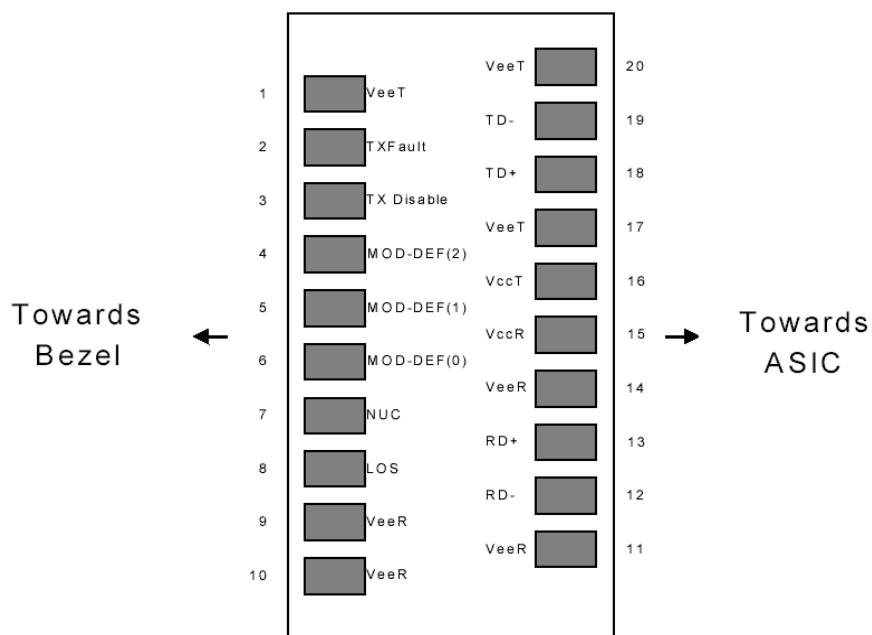 VeeT 20
1 VeeT
TD- 19
2 TXFault
TD+ 18
3 TX Disable
VeeT 17
4 MOD-DEF(2)
VccT 16
5 MOD-DEF(1)
Towards
Bezel
VccR 15
Towards
ASIC
6 MOD-DEF(0)
VeeR 14
7 NUC
RD+ 13
8 LOS
RD- 12
9 VeeR
VeeR 11
10 VeeR